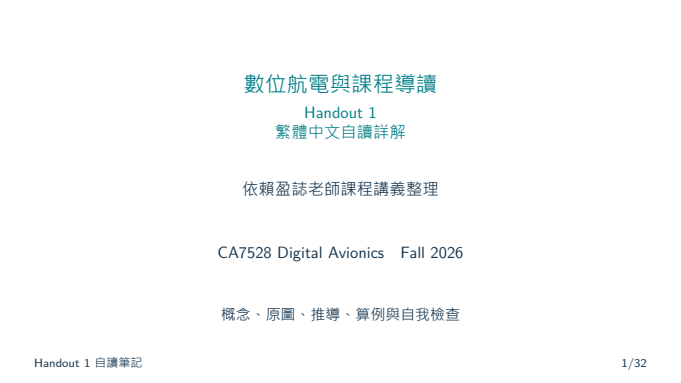 數位航電與課程導讀
Handout 1
繁體中文自讀詳解
依賴盈誌老師課程講義整理
CA7528 Digital Avionics Fall 2026
概念、原圖、推導、算例與自我檢查
Handout 1 自讀筆記
1/32